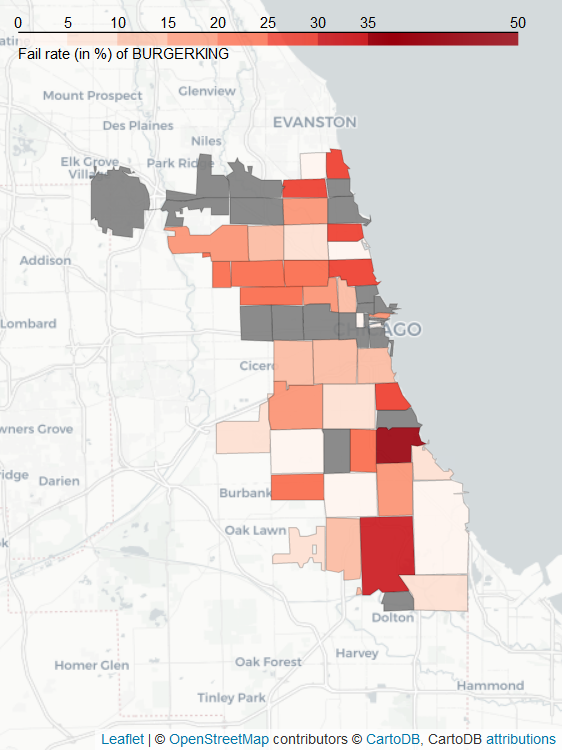 0 5 10 15 20 25 30 35 50
Fail rate (in %) of BURGERKING
Glenview
Mount Prospect
EVANSTON
Des Plaines
Niles
Elk Grove
Park Ridge
Village
Addison
Lombard
CHICAGO
Cicero
wners Grove
idge
Darien
Burbank
Oak Lawn
k
Dolton
Harvey
Homer Glen
Oak Forest
Hammond
Tinley Park
Leaflet | © OpenStreetMap contributors © CartoDB, CartoDB attributions